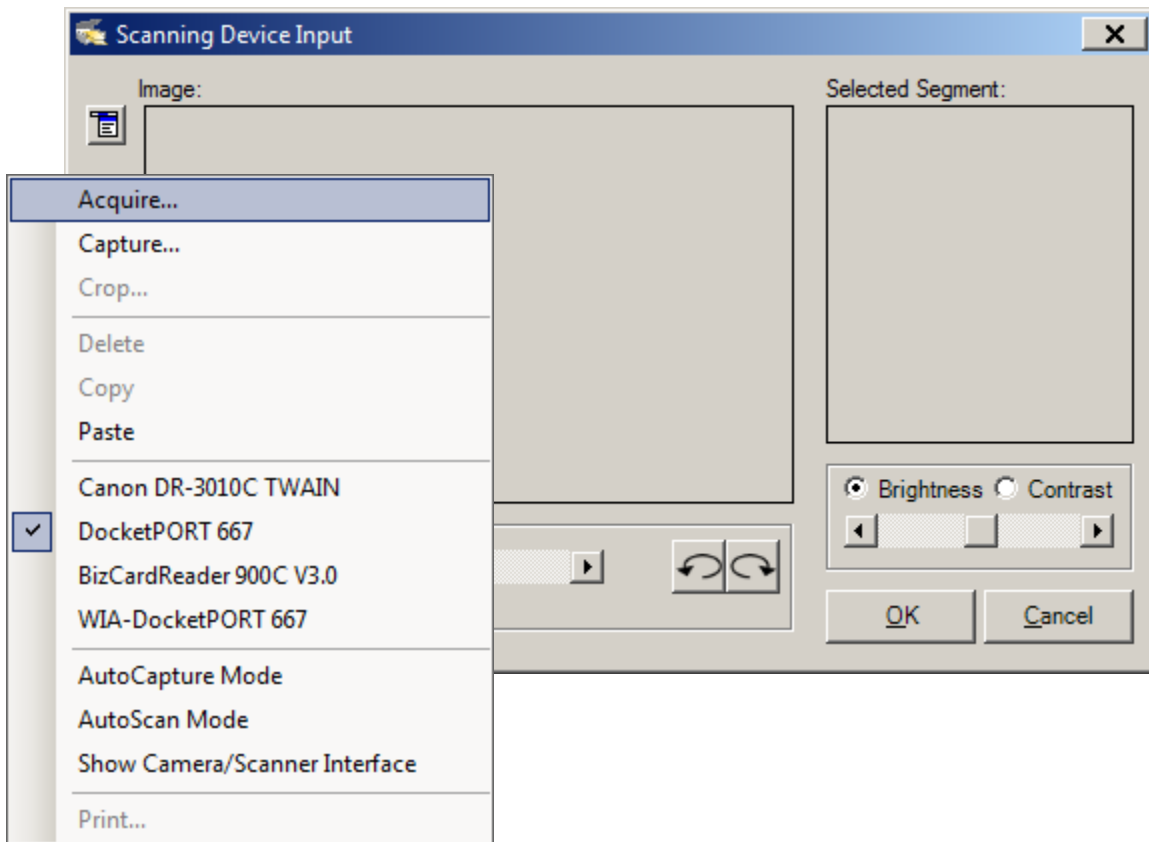 Scanning Device Input
Image:
Selected Segment:
Acquire...
Capture...
Crop...
Delete
Copy
Paste
Canon DR-3010C TWAIN
DocketPORT 667
BizCardReader 900C V3.0
WIA-DocketPORT 667
AutoCapture Mode
AutoScan Mode
Show Camera/Scanner Interface
Print...
Brightness Contrast
OK Cancel